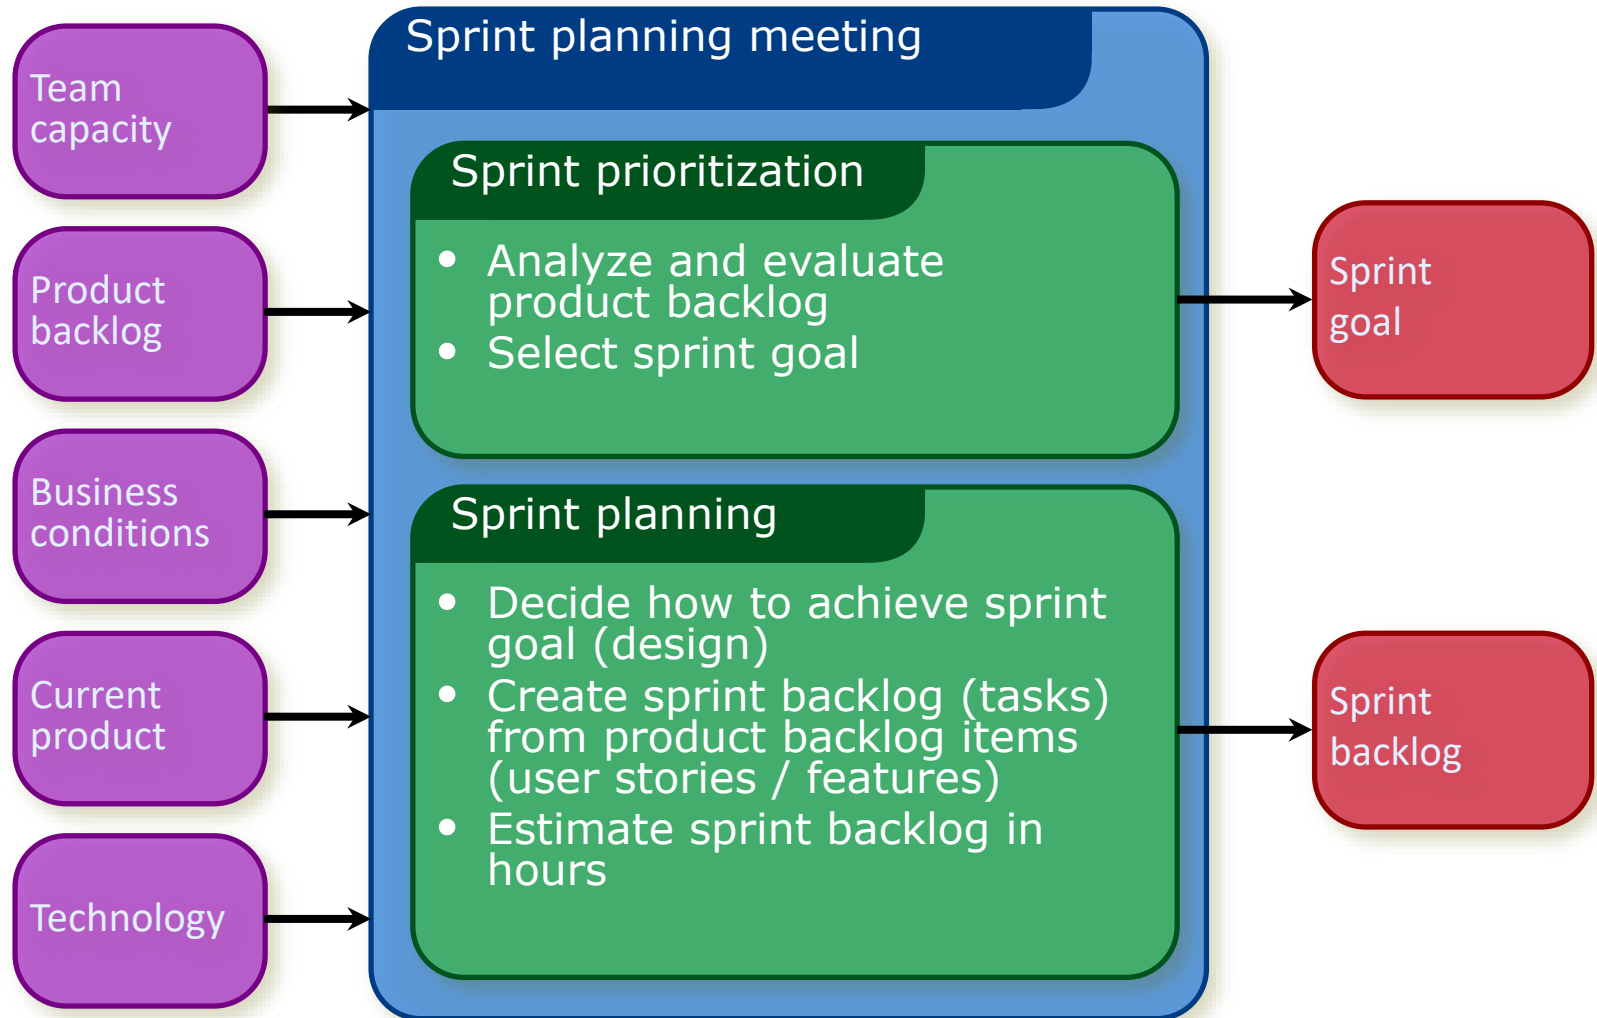 Team
capacity
Product
backlog
Business
conditions
Current
product
Technology
Sprint planning meeting
Sprint prioritization
• Analyze and evaluate
product backlog
• Select sprint goal
Sprint planning
• Decide how to achieve sprint
goal (design)
• Create sprint backlog (tasks)
from product backlog items
(user stories / features)
• Estimate sprint backlog in
hours
Sprint
goal
Sprint
backlog